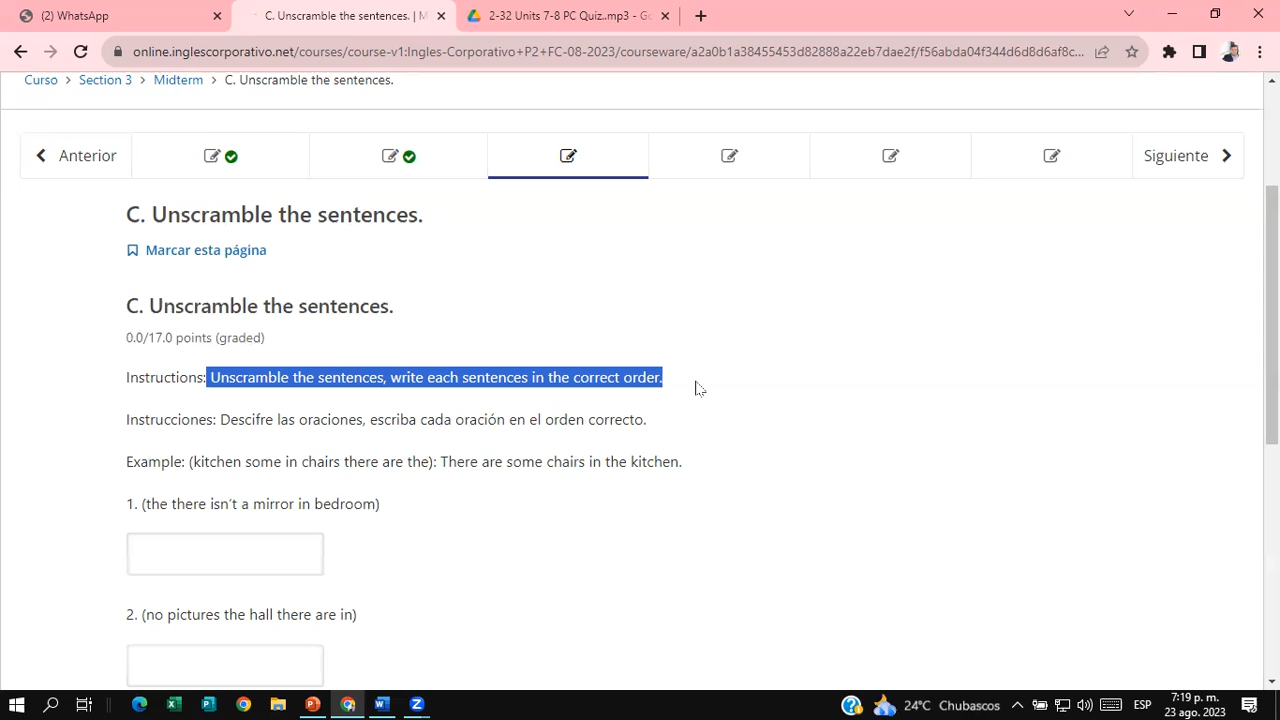 (2) WhatsApp
C. Unscramble the sentences. | M
2-32 Units 7-8 PC Quiz..mp3 - Go
online.inglescorporativo.net/courses/course-v1:Ingles-Corporativo+P2+FC-08-2023/courseware/a2a0b1a38455453d82888a22eb7dae2f/f56abda04f344d6d8d6af8c...
Curso > Section 3 > Midterm > C. Unscramble the sentences.
Anterior
Siguiente
C. Unscramble the sentences.
Marcar esta página
C. Unscramble the sentences.
0.0/17.0 points (graded)
Instructions: Unscramble the sentences, write each sentences in the correct order.
Instrucciones: Descifre las oraciones, escriba cada oración en el orden correcto.
Example: (kitchen some in chairs there are the): There are some chairs in the kitchen.
1. (the there isn´t a mirror in bedroom)
2. (no pictures the hall there are in)
24°C Chubascos
ESP
7:19 p. m.
23 ago. 2023